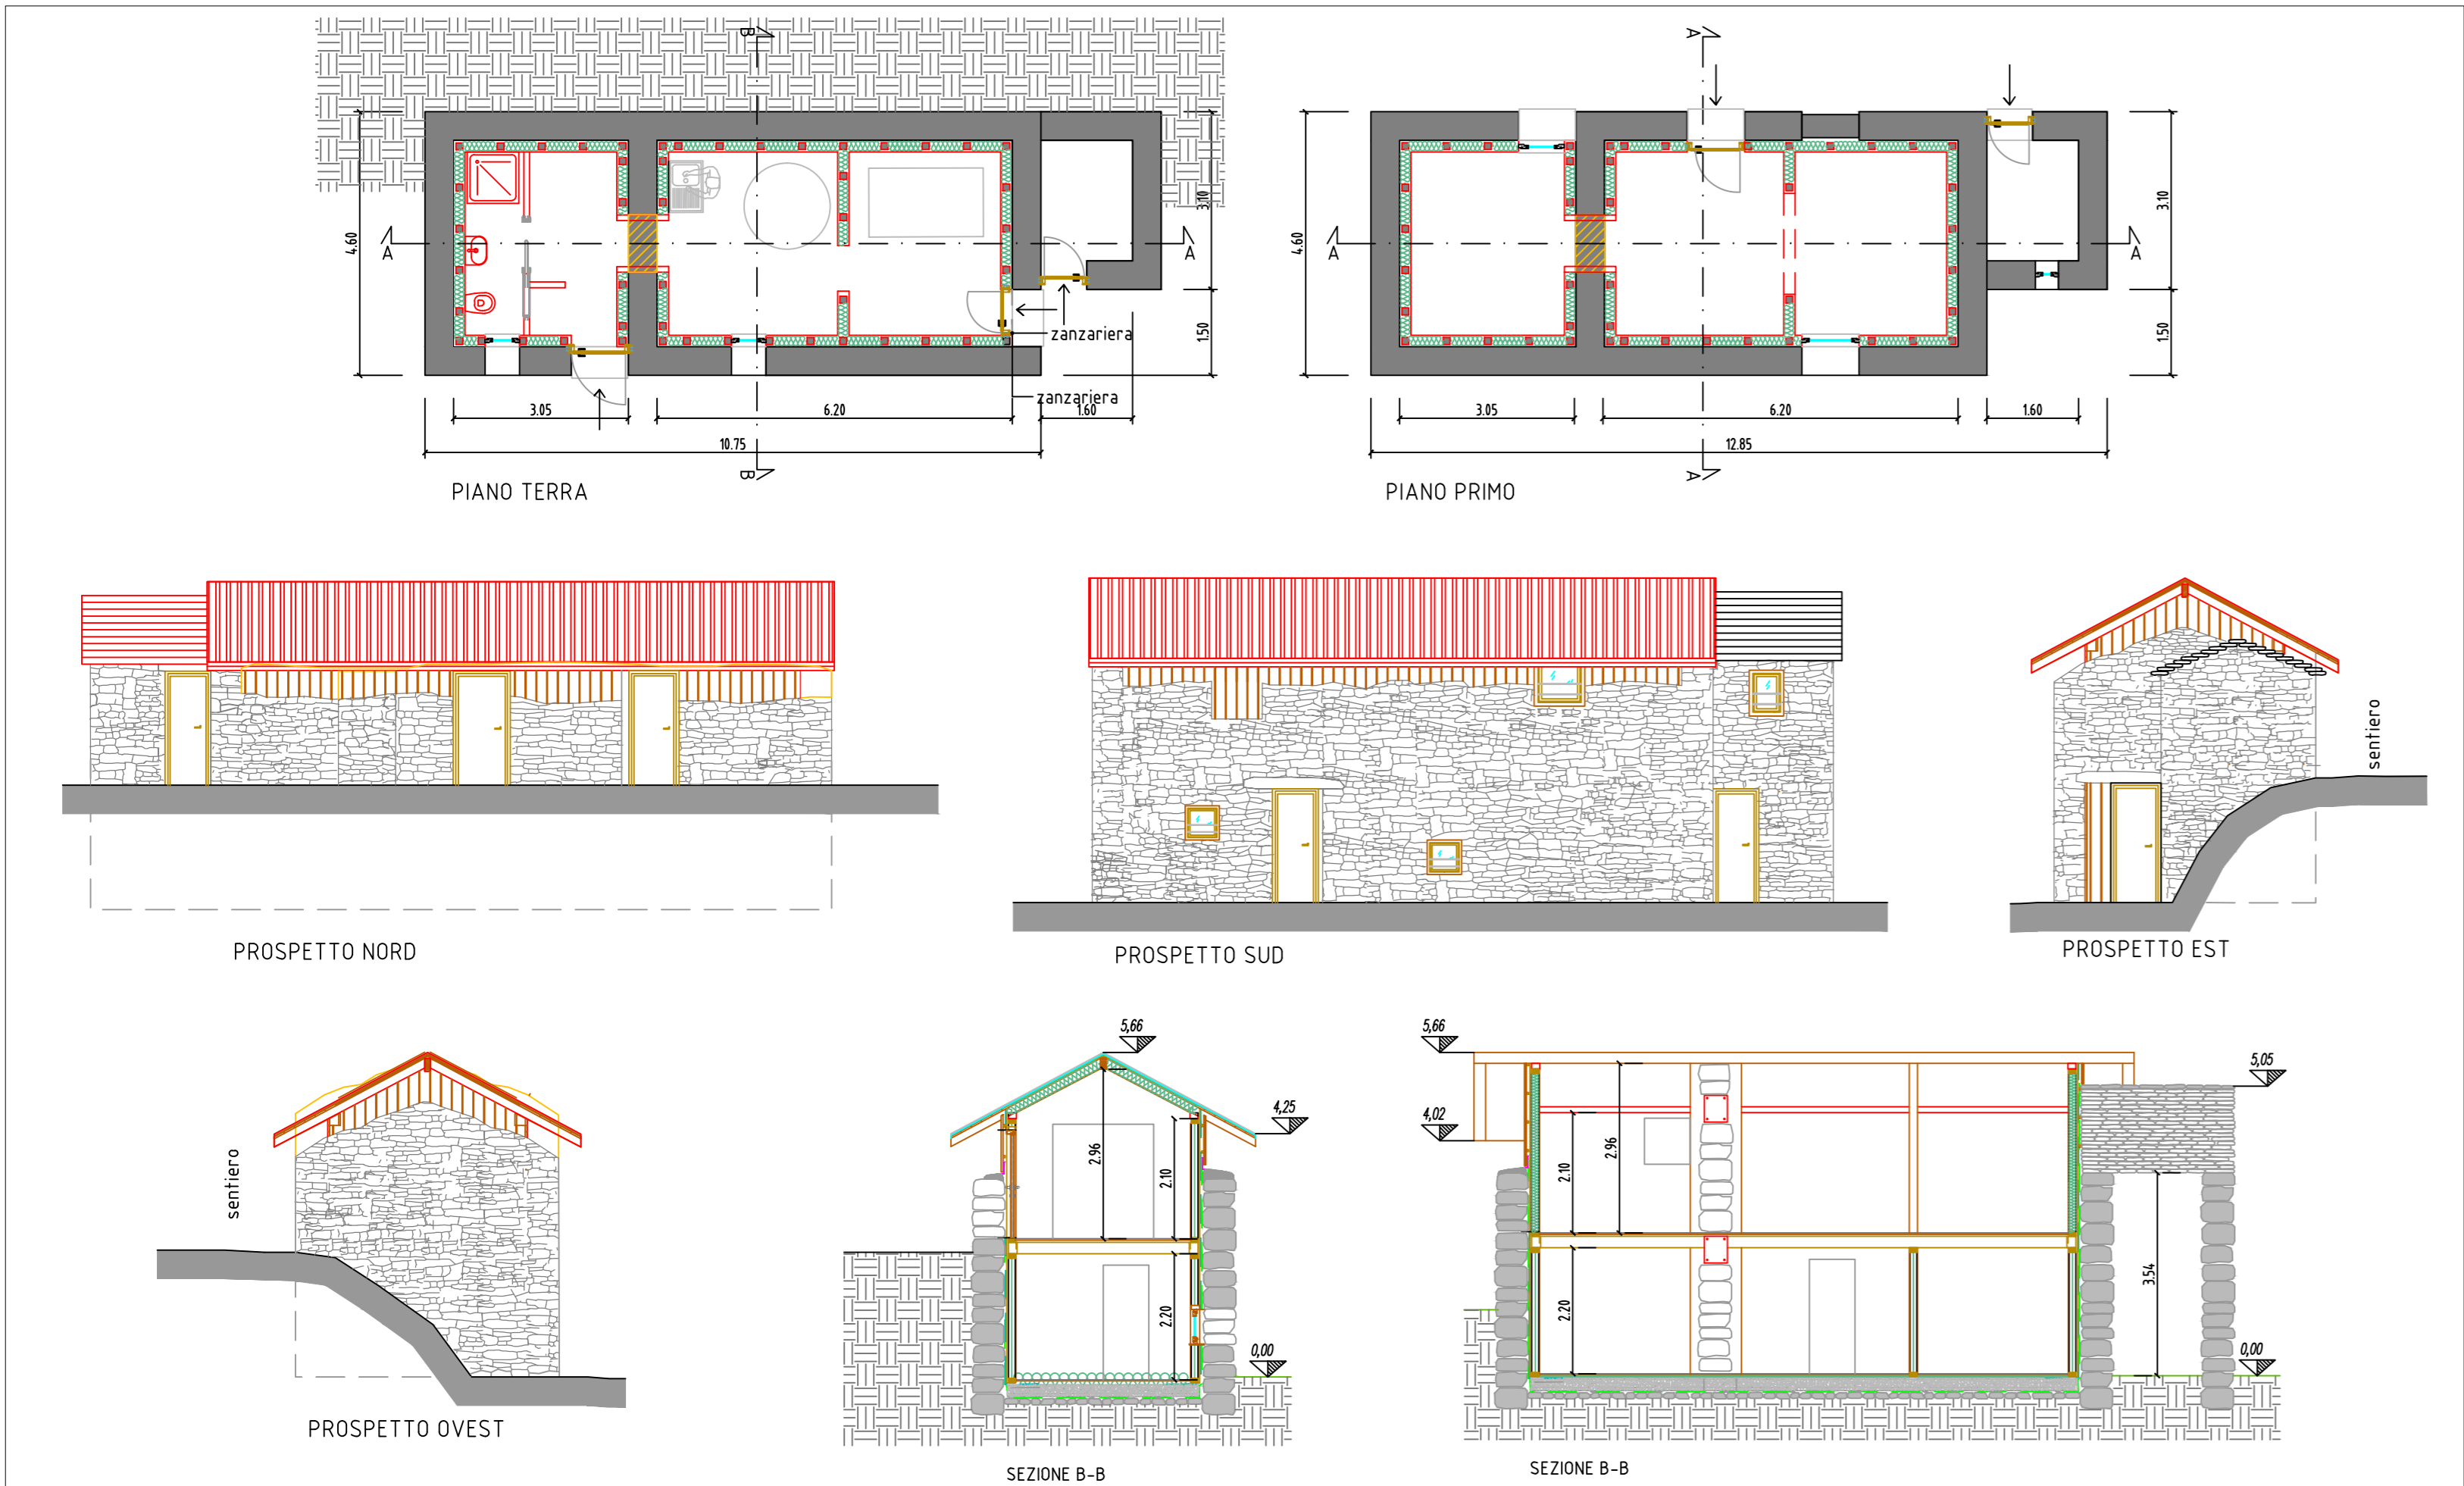 B
4.60
A
A
3.10
1.50
zanzariera
zanzariera
3.05
6.20
1.60
10.75
B
PIANO TERRA
A
4.60
A
A
3.10
1.50
3.05
6.20
1.60
12.85
A
PIANO PRIMO
PROSPETTO NORD
PROSPETTO SUD
sentiero
PROSPETTO EST
sentiero
PROSPETTO OVEST
5,66
4,25
2.96
2.10
2.20
0,00
SEZIONE B-B
5,66
5,05
4,02
2.96
2.10
2.20
3.54
0,00
SEZIONE B-B